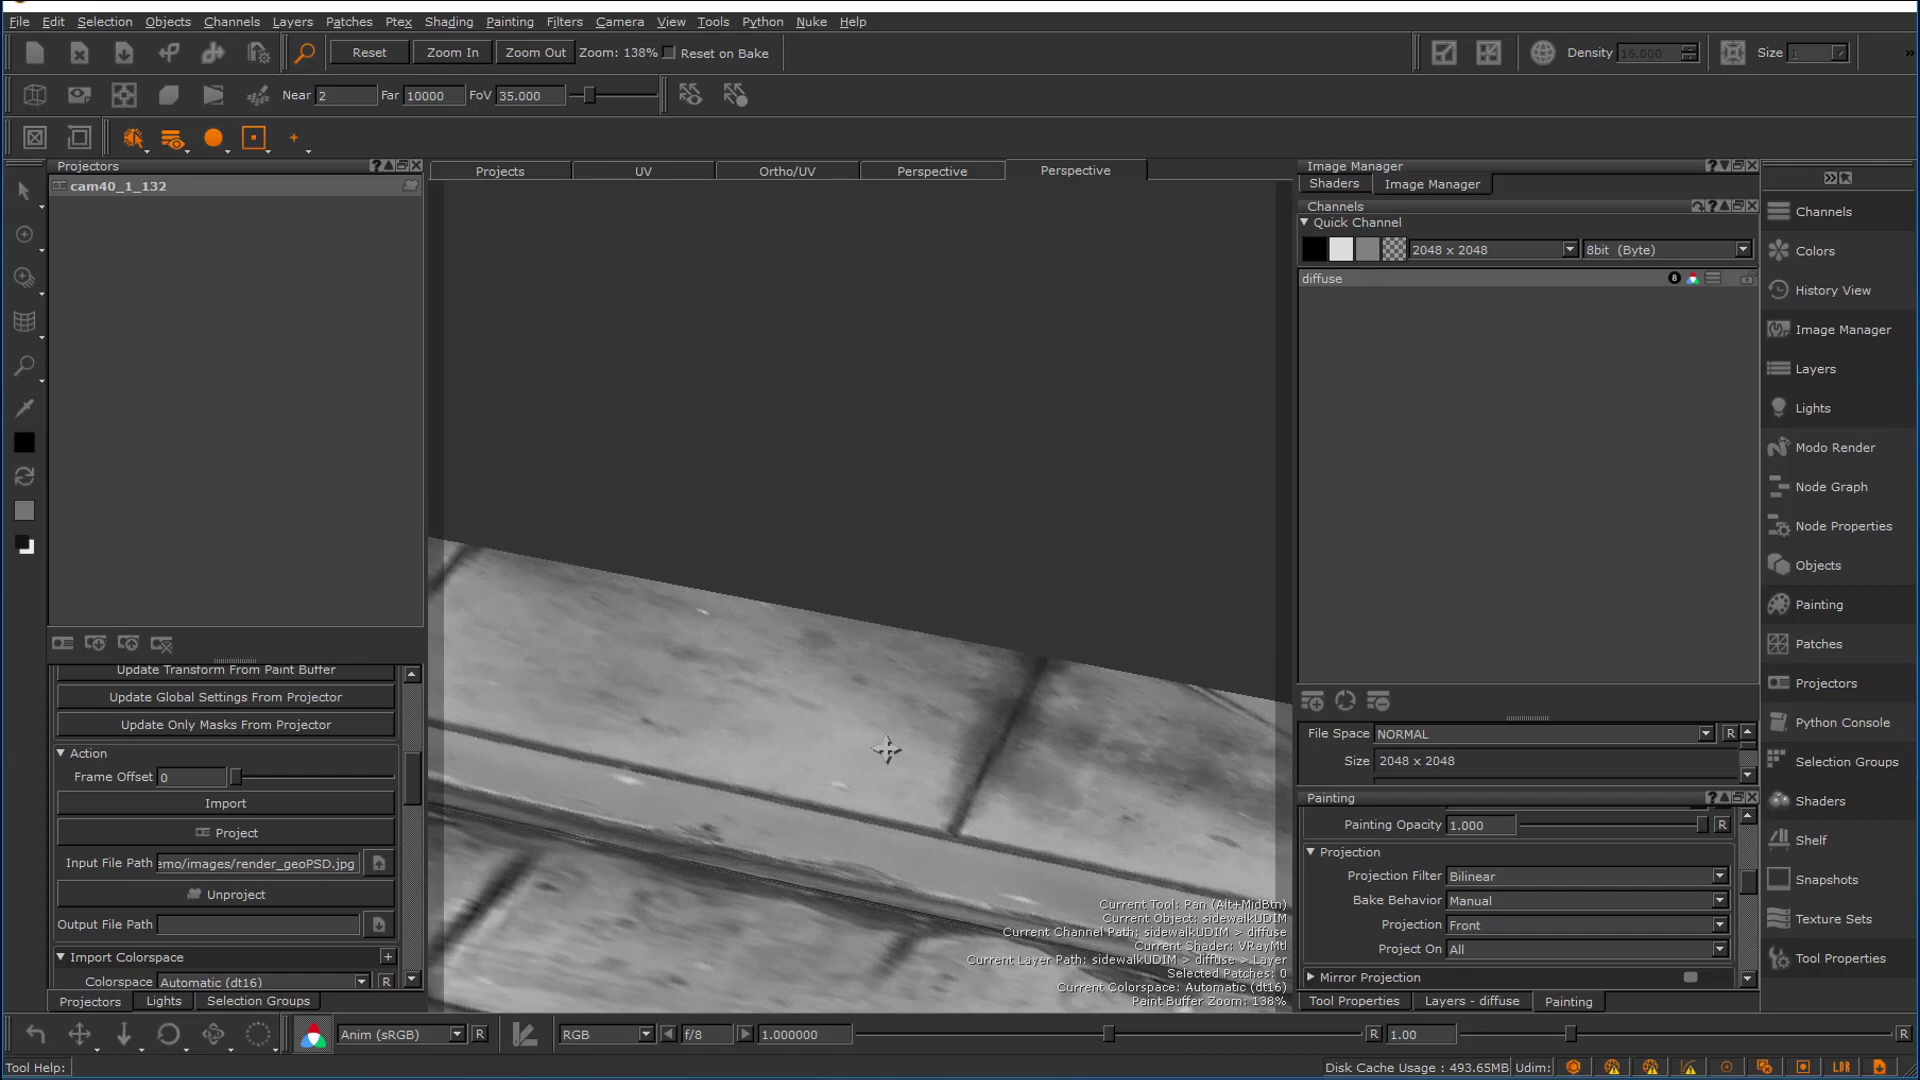 File Edit Selection Objects Channels Layers Patches Ptex Shading Painting Filters Camera View Tools Python Nuke Help
Reset Zoom In Zoom Out Zoom: 138% Reset on Bake Density 16.000 Size 1
Near 2 Far 10000 FoV 35.000
Projectors
cam40_1_132
Update Transform From Paint Buffer
Update Global Settings From Projector
Update Only Masks From Projector
Action
Frame Offset 0
Import
Project
Input File Path emo/images/render_geoPSD.jpg
Unproject
Output File Path
Import Colorspace +
Colorspace Automatic (dt16) R
Projectors Lights Selection Groups
Projects UV Ortho/UV Perspective Perspective
Current Tool: Pan (Alt+MidBtn)
Current Object: sidewalkUDIM
Current Channel Path: sidewalkUDIM > diffuse
Current Shader: VRayMtl
Current Layer Path: sidewalkUDIM > diffuse > Layer
Selected Patches: 0
Current Colorspace: Automatic (dt16)
Paint Buffer Zoom: 138%
Image Manager
Shaders Image Manager
Channels
Quick Channel
2048 x 2048 8bit (Byte)
diffuse 8
File Space NORMAL R
Size 2048 x 2048
Painting
Painting Opacity 1.000 R
Projection
Projection Filter Bilinear
Bake Behavior Manual
Projection Front
Project On All
Mirror Projection
Tool Properties Layers - diffuse Painting
Channels
Colors
History View
Image Manager
Layers
Lights
Modo Render
Node Graph
Node Properties
Objects
Painting
Patches
Projectors
Python Console
Selection Groups
Shaders
Shelf
Snapshots
Texture Sets
Tool Properties
Anim (sRGB) R RGB f/8 1.000000 R 1.00 R
Tool Help: Disk Cache Usage : 493.65MB Udim: LDR